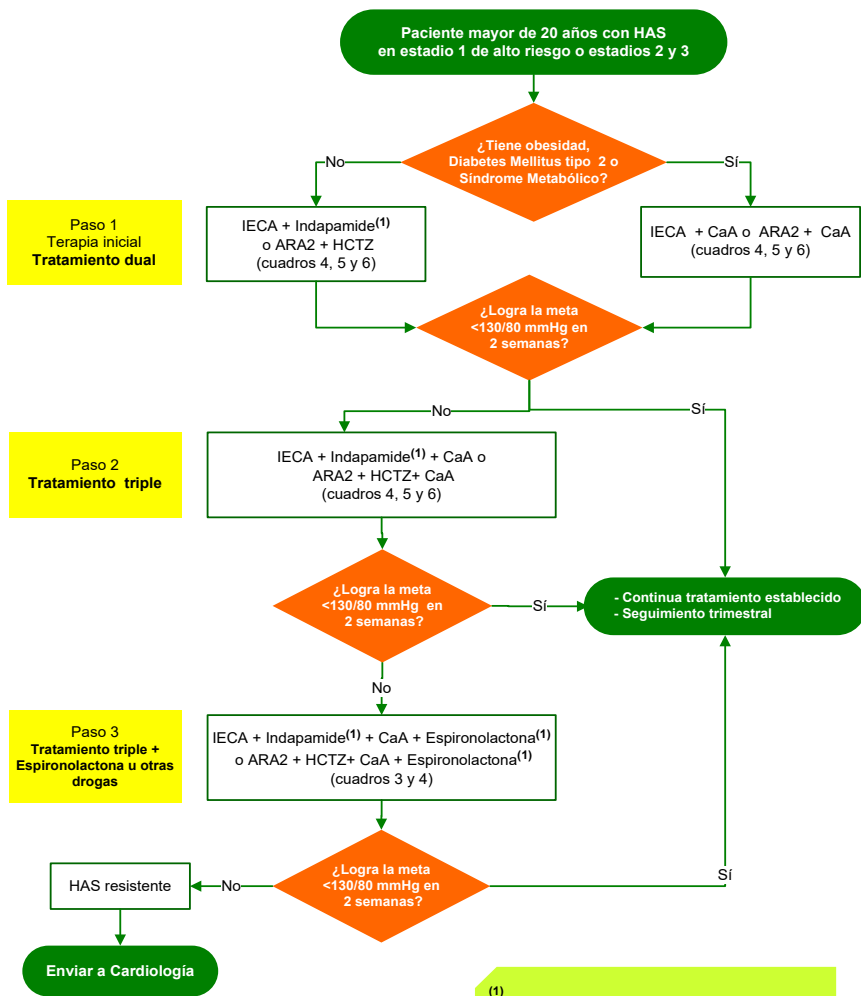 Paciente mayor de 20 años con HAS
en estadio 1 de alto riesgo o estadios 2 y 3
¿Tiene obesidad,
Diabetes Mellitus tipo 2 o
Síndrome Metabólico?
No
Sí
Paso 1
Terapia inicial
Tratamiento dual
IECA + Indapamide(1)
o ARA2 + HCTZ
(cuadros 4, 5 y 6)
IECA + CaA o ARA2 + CaA
(cuadros 4, 5 y 6)
¿Logra la meta
<130/80 mmHg en
2 semanas?
No
Sí
Paso 2
Tratamiento triple
IECA + Indapamide(1) + CaA o
ARA2 + HCTZ+ CaA
(cuadros 4, 5 y 6)
¿Logra la meta
<130/80 mmHg en
2 semanas?
Sí
- Continua tratamiento establecido
- Seguimiento trimestral
No
Paso 3
Tratamiento triple +
Espironolactona u otras
drogas
IECA + Indapamide(1) + CaA + Espironolactona(1)
o ARA2 + HCTZ+ CaA + Espironolactona(1)
(cuadros 3 y 4)
¿Logra la meta
<130/80 mmHg en
2 semanas?
Sí
No
HAS resistente
Enviar a Cardiología
(1)